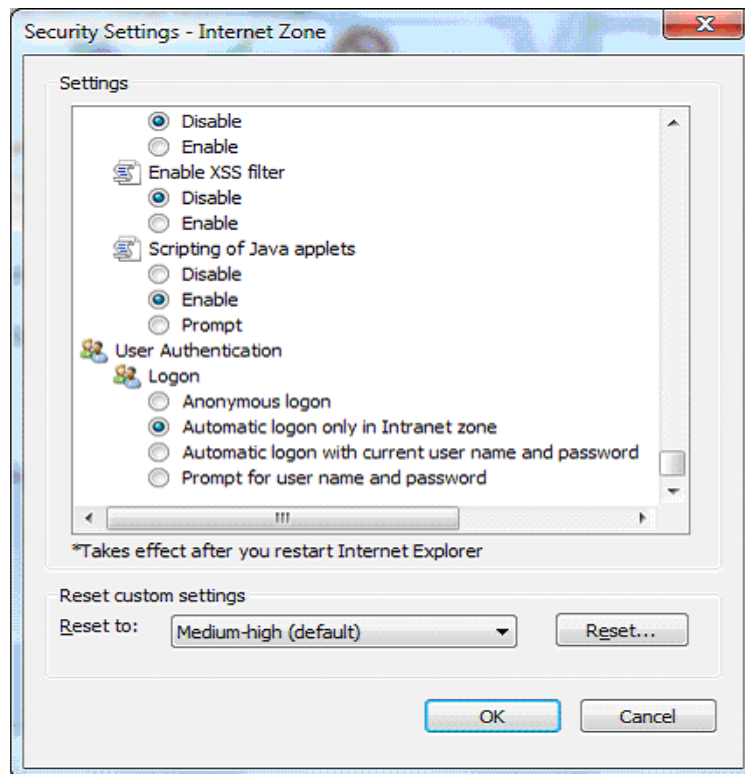 Security Settings - Internet Zone
Settings
Disable
Enable
Enable XSS filter
Disable
Enable
Scripting of Java applets
Disable
Enable
Prompt
User Authentication
Logon
Anonymous logon
Automatic logon only in Intranet zone
Automatic logon with current user name and password
Prompt for user name and password
*Takes effect after you restart Internet Explorer
Reset custom settings
Reset to: Medium-high (default) Reset...
OK Cancel